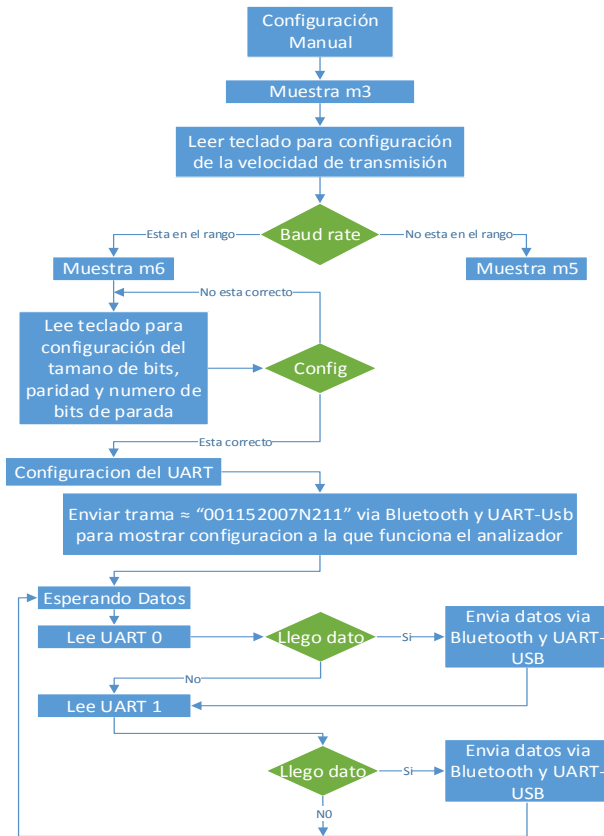 Configuración
Manual
Muestra m3
Leer teclado para configuración
de la velocidad de transmisión
Baud rate
Esta en el rango
No esta en el rango
Muestra m6
Muestra m5
No esta correcto
Lee teclado para
configuración del
tamano de bits,
paridad y numero de
bits de parada
Config
Esta correcto
Configuracion del UART
Enviar trama ≈ “001152007N211” via Bluetooth y UART-Usb
para mostrar configuracion a la que funciona el analizador
Esperando Datos
Lee UART 0
Llego dato
Si
Envia datos via
Bluetooth y UART-
USB
No
Lee UART 1
Llego dato
Si
Envia datos via
Bluetooth y UART-
USB
N0